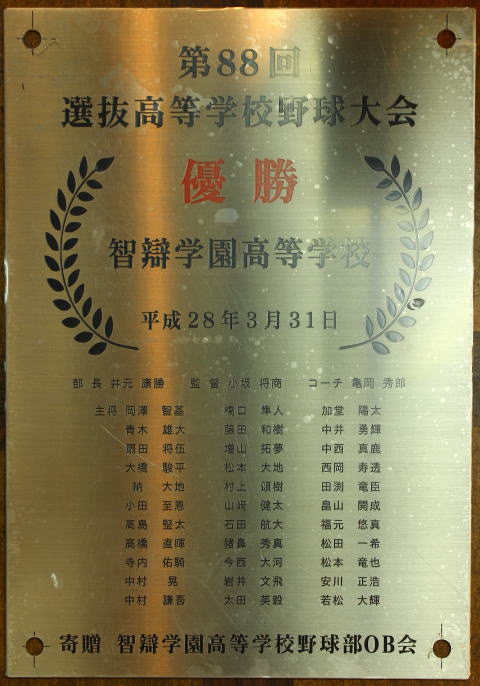 第88回
選抜高等学校野球大会
優勝
智辯学園高等学校
平成28年3月31日
部長 井元 康勝 監督 小坂 将商 コーチ 亀岡 秀郎
主将 岡澤 智基 橋口 隼人 加堂 陽太
青木 雄大 藤田 和樹 中井 勇輝
扇田 将伍 増山 拓夢 中西 真鹿
大橋 駿平 松本 大地 西岡 寿透
納 大地 村上 頌樹 田渕 竜臣
小田 至恩 山﨑 健太 畠山 開成
高島 堅太 石田 航大 福元 悠真
高橋 直暉 猪鼻 秀真 松田 一希
寺内 佑騎 今西 大河 松本 竜也
中村 晃 岩井 文飛 安川 正浩
中村 謙吾 太田 英毅 若松 大輝
寄贈 智辯学園高等学校野球部OB会